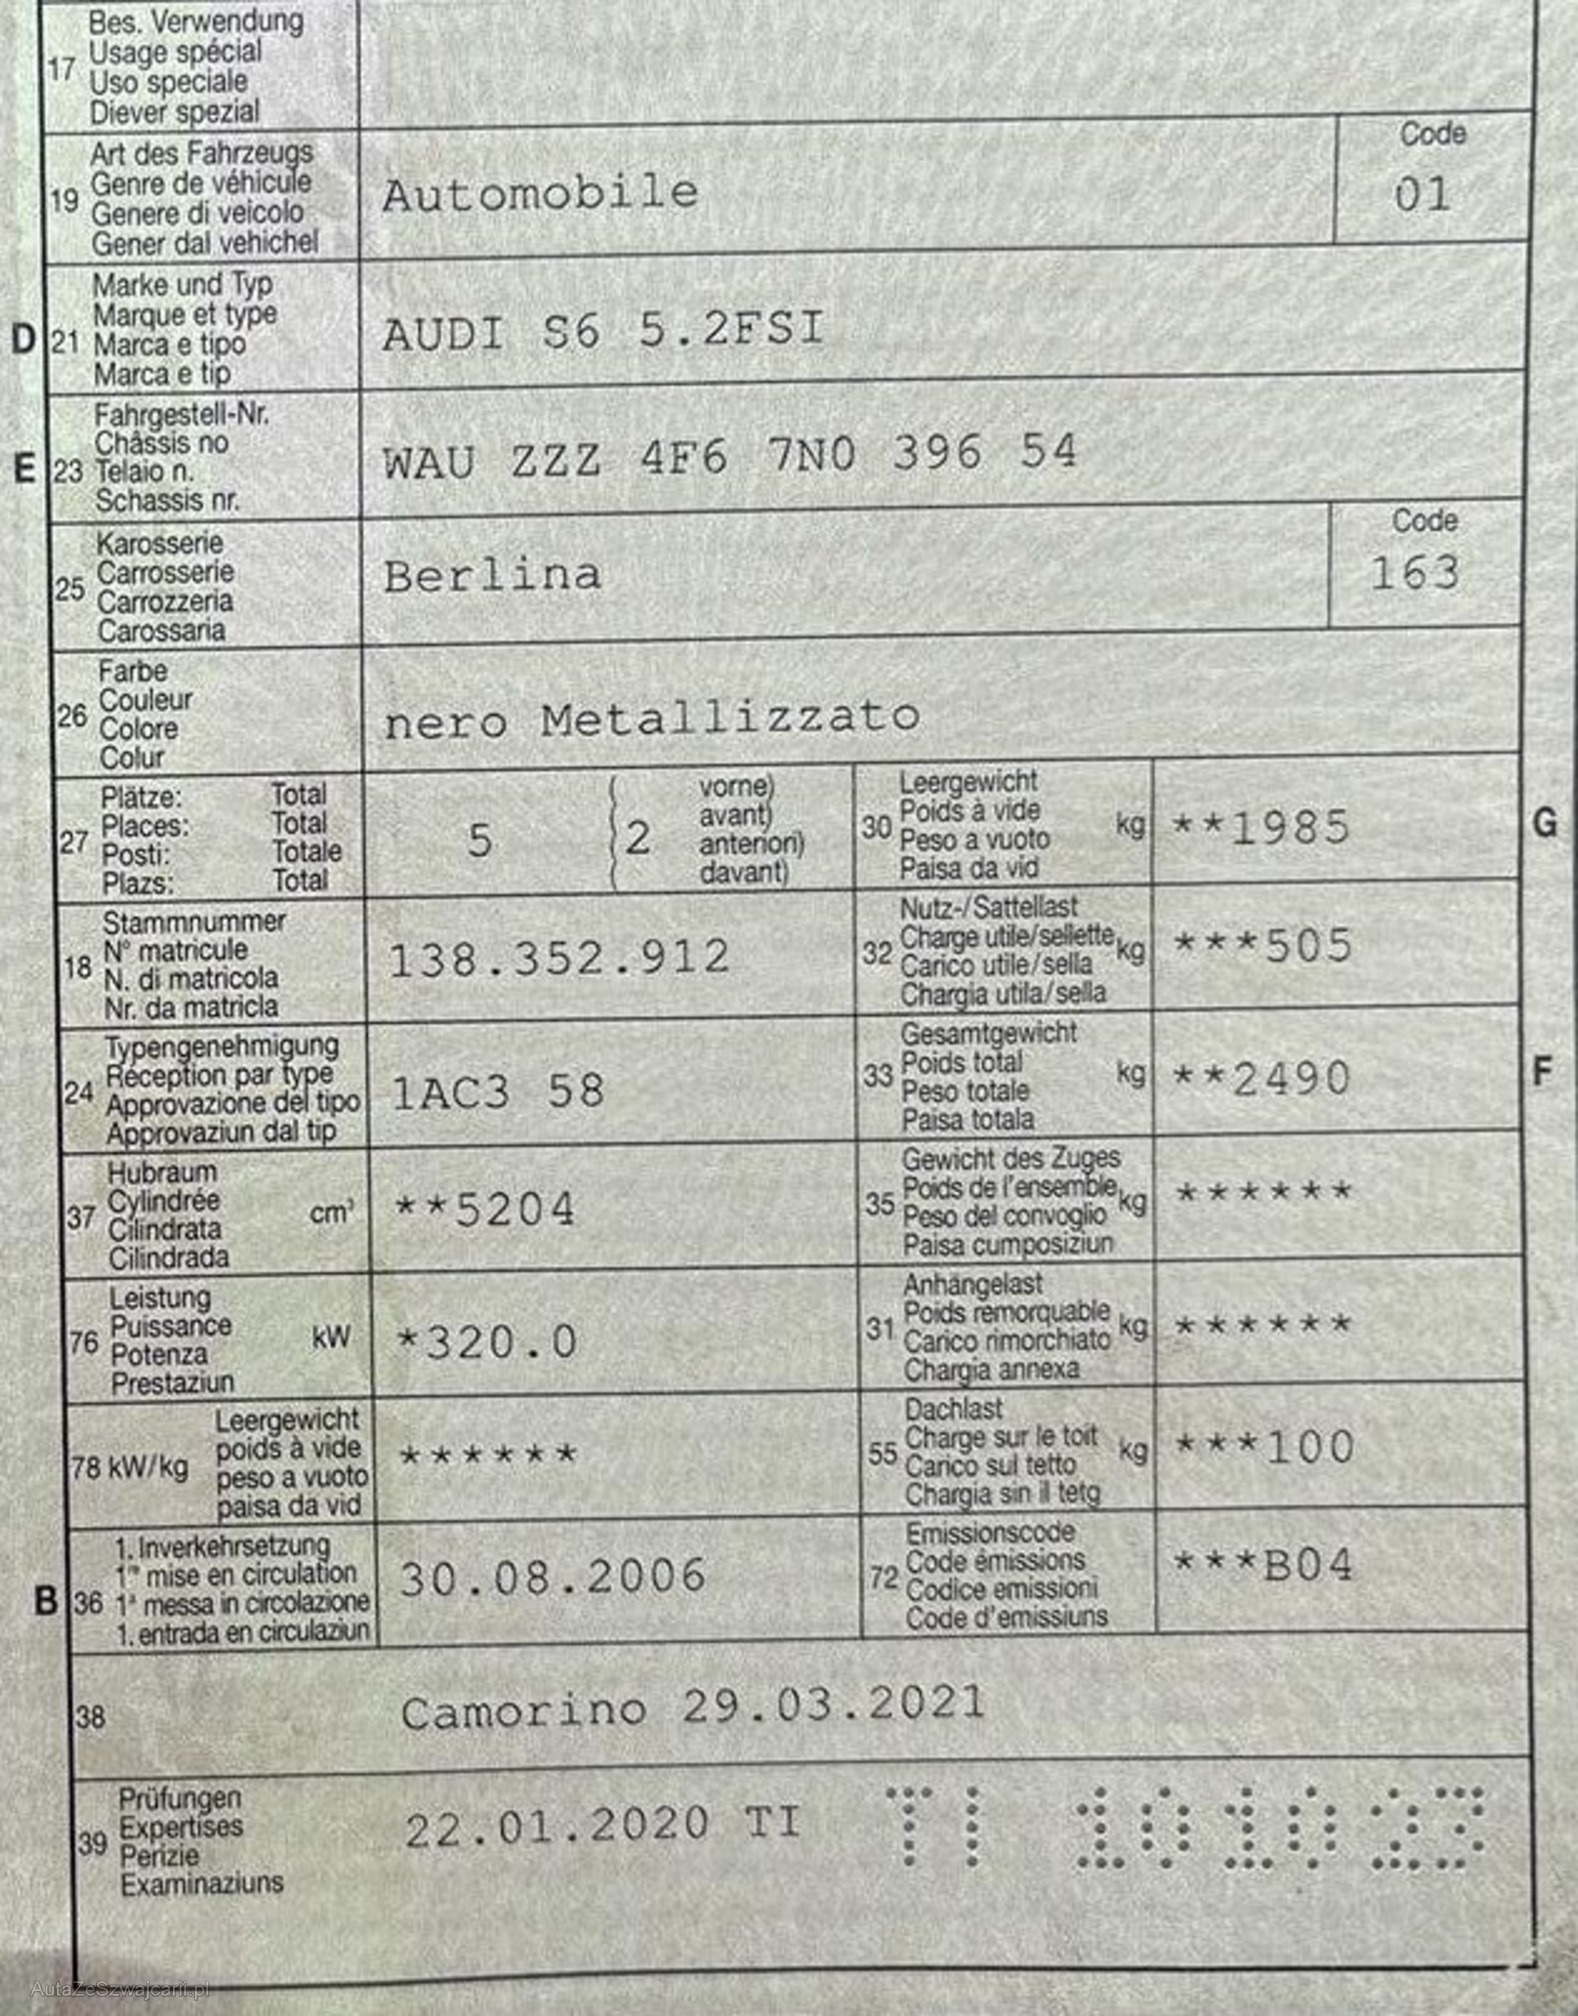 17 Bes. Verwendung
Usage spécial
Uso speciale
Diever spezial
19 Art des Fahrzeugs
Genre de véhicule
Genere di veicolo
Gener dal vehichel
Automobile
Code
01
D 21 Marke und Typ
Marque et type
Marca e tipo
Marca e tip
AUDI S6 5.2FSI
E 23 Fahrgestell-Nr.
Châssis no
Telaio n.
Schassis nr.
WAU ZZZ 4F6 7N0 396 54
25 Karosserie
Carrosserie
Carrozzeria
Carossaria
Berlina
Code
163
26 Farbe
Couleur
Colore
Colur
nero Metallizzato
27 Plätze: Total
Places: Total
Posti: Totale
Plazs: Total
5 (2 vorne)
avant)
anteriori)
davant)
30 Leergewicht
Poids à vide
Peso a vuoto
Paisa da vid
kg **1985 G
18 Stammnummer
N° matricule
N. di matricola
Nr. da matricla
138.352.912
32 Nutz-/Sattellast
Charge utile/sellette
Carico utile/sella
Chargia utila/sella
kg ***505
24 Typengenehmigung
Réception par type
Approvazione del tipo
Approvaziun dal tip
1AC3 58
33 Gesamtgewicht
Poids total
Peso totale
Paisa totala
kg **2490 F
37 Hubraum
Cylindrée
Cilindrata
Cilindrada
cm³ **5204
35 Gewicht des Zuges
Poids de l'ensemble
Peso del convoglio
Paisa cumposiziun
kg ******
76 Leistung
Puissance
Potenza
Prestaziun
kW *320.0
31 Anhängelast
Poids remorquable
Carico rimorchiato
Chargia annexa
kg ******
78 kW/kg Leergewicht
poids à vide
peso a vuoto
paisa da vid
******
55 Dachlast
Charge sur le toit
Carico sul tetto
Chargia sin il tetg
kg ***100
B 36 1. Inverkehrsetzung
1re mise en circulation
1a messa in circolazione
1. entrada en circulaziun
30.08.2006
72 Emissionscode
Code émissions
Codice emissioni
Code d'emissiuns
***B04
38 Camorino 29.03.2021
39 Prüfungen
Expertises
Perizie
Examinaziuns
22.01.2020 TI TI 10 10 23
AutaZeSzwajcarii.pl